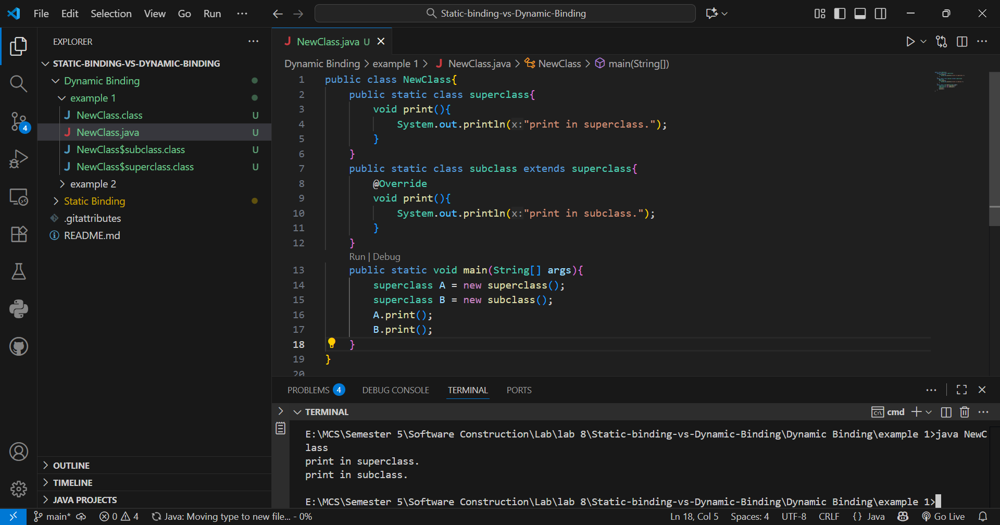 File Edit Selection View Go Run ···
Static-binding-vs-Dynamic-Binding
EXPLORER
STATIC-BINDING-VS-DYNAMIC-BINDING
Dynamic Binding
example 1
NewClass.class U
NewClass.java U
NewClass$subclass.class U
NewClass$superclass.class U
example 2
Static Binding
.gitattributes
README.md
4
OUTLINE
TIMELINE
JAVA PROJECTS
NewClass.java U
Dynamic Binding > example 1 > NewClass.java > NewClass > main(String[])
1 public class NewClass{
2 public static class superclass{
3 void print(){
4 System.out.println(x:"print in superclass.");
5 }
6 }
7 public static class subclass extends superclass{
8 @Override
9 void print(){
10 System.out.println(x:"print in subclass.");
11 }
12 }
Run | Debug
13 public static void main(String[] args){
14 superclass A = new superclass();
15 superclass B = new subclass();
16 A.print();
17 B.print();
18 }
19 }
20
PROBLEMS 4 DEBUG CONSOLE TERMINAL PORTS
TERMINAL
cmd
E:\MCS\Semester 5\Software Construction\Lab\lab 8\Static-binding-vs-Dynamic-Binding\Dynamic Binding\example 1>java NewC
lass
print in superclass.
print in subclass.
E:\MCS\Semester 5\Software Construction\Lab\lab 8\Static-binding-vs-Dynamic-Binding\Dynamic Binding\example 1>
main* 0 4 Java: Moving type to new file... - 0% Ln 18, Col 5 Spaces: 4 UTF-8 CRLF {} Java Go Live